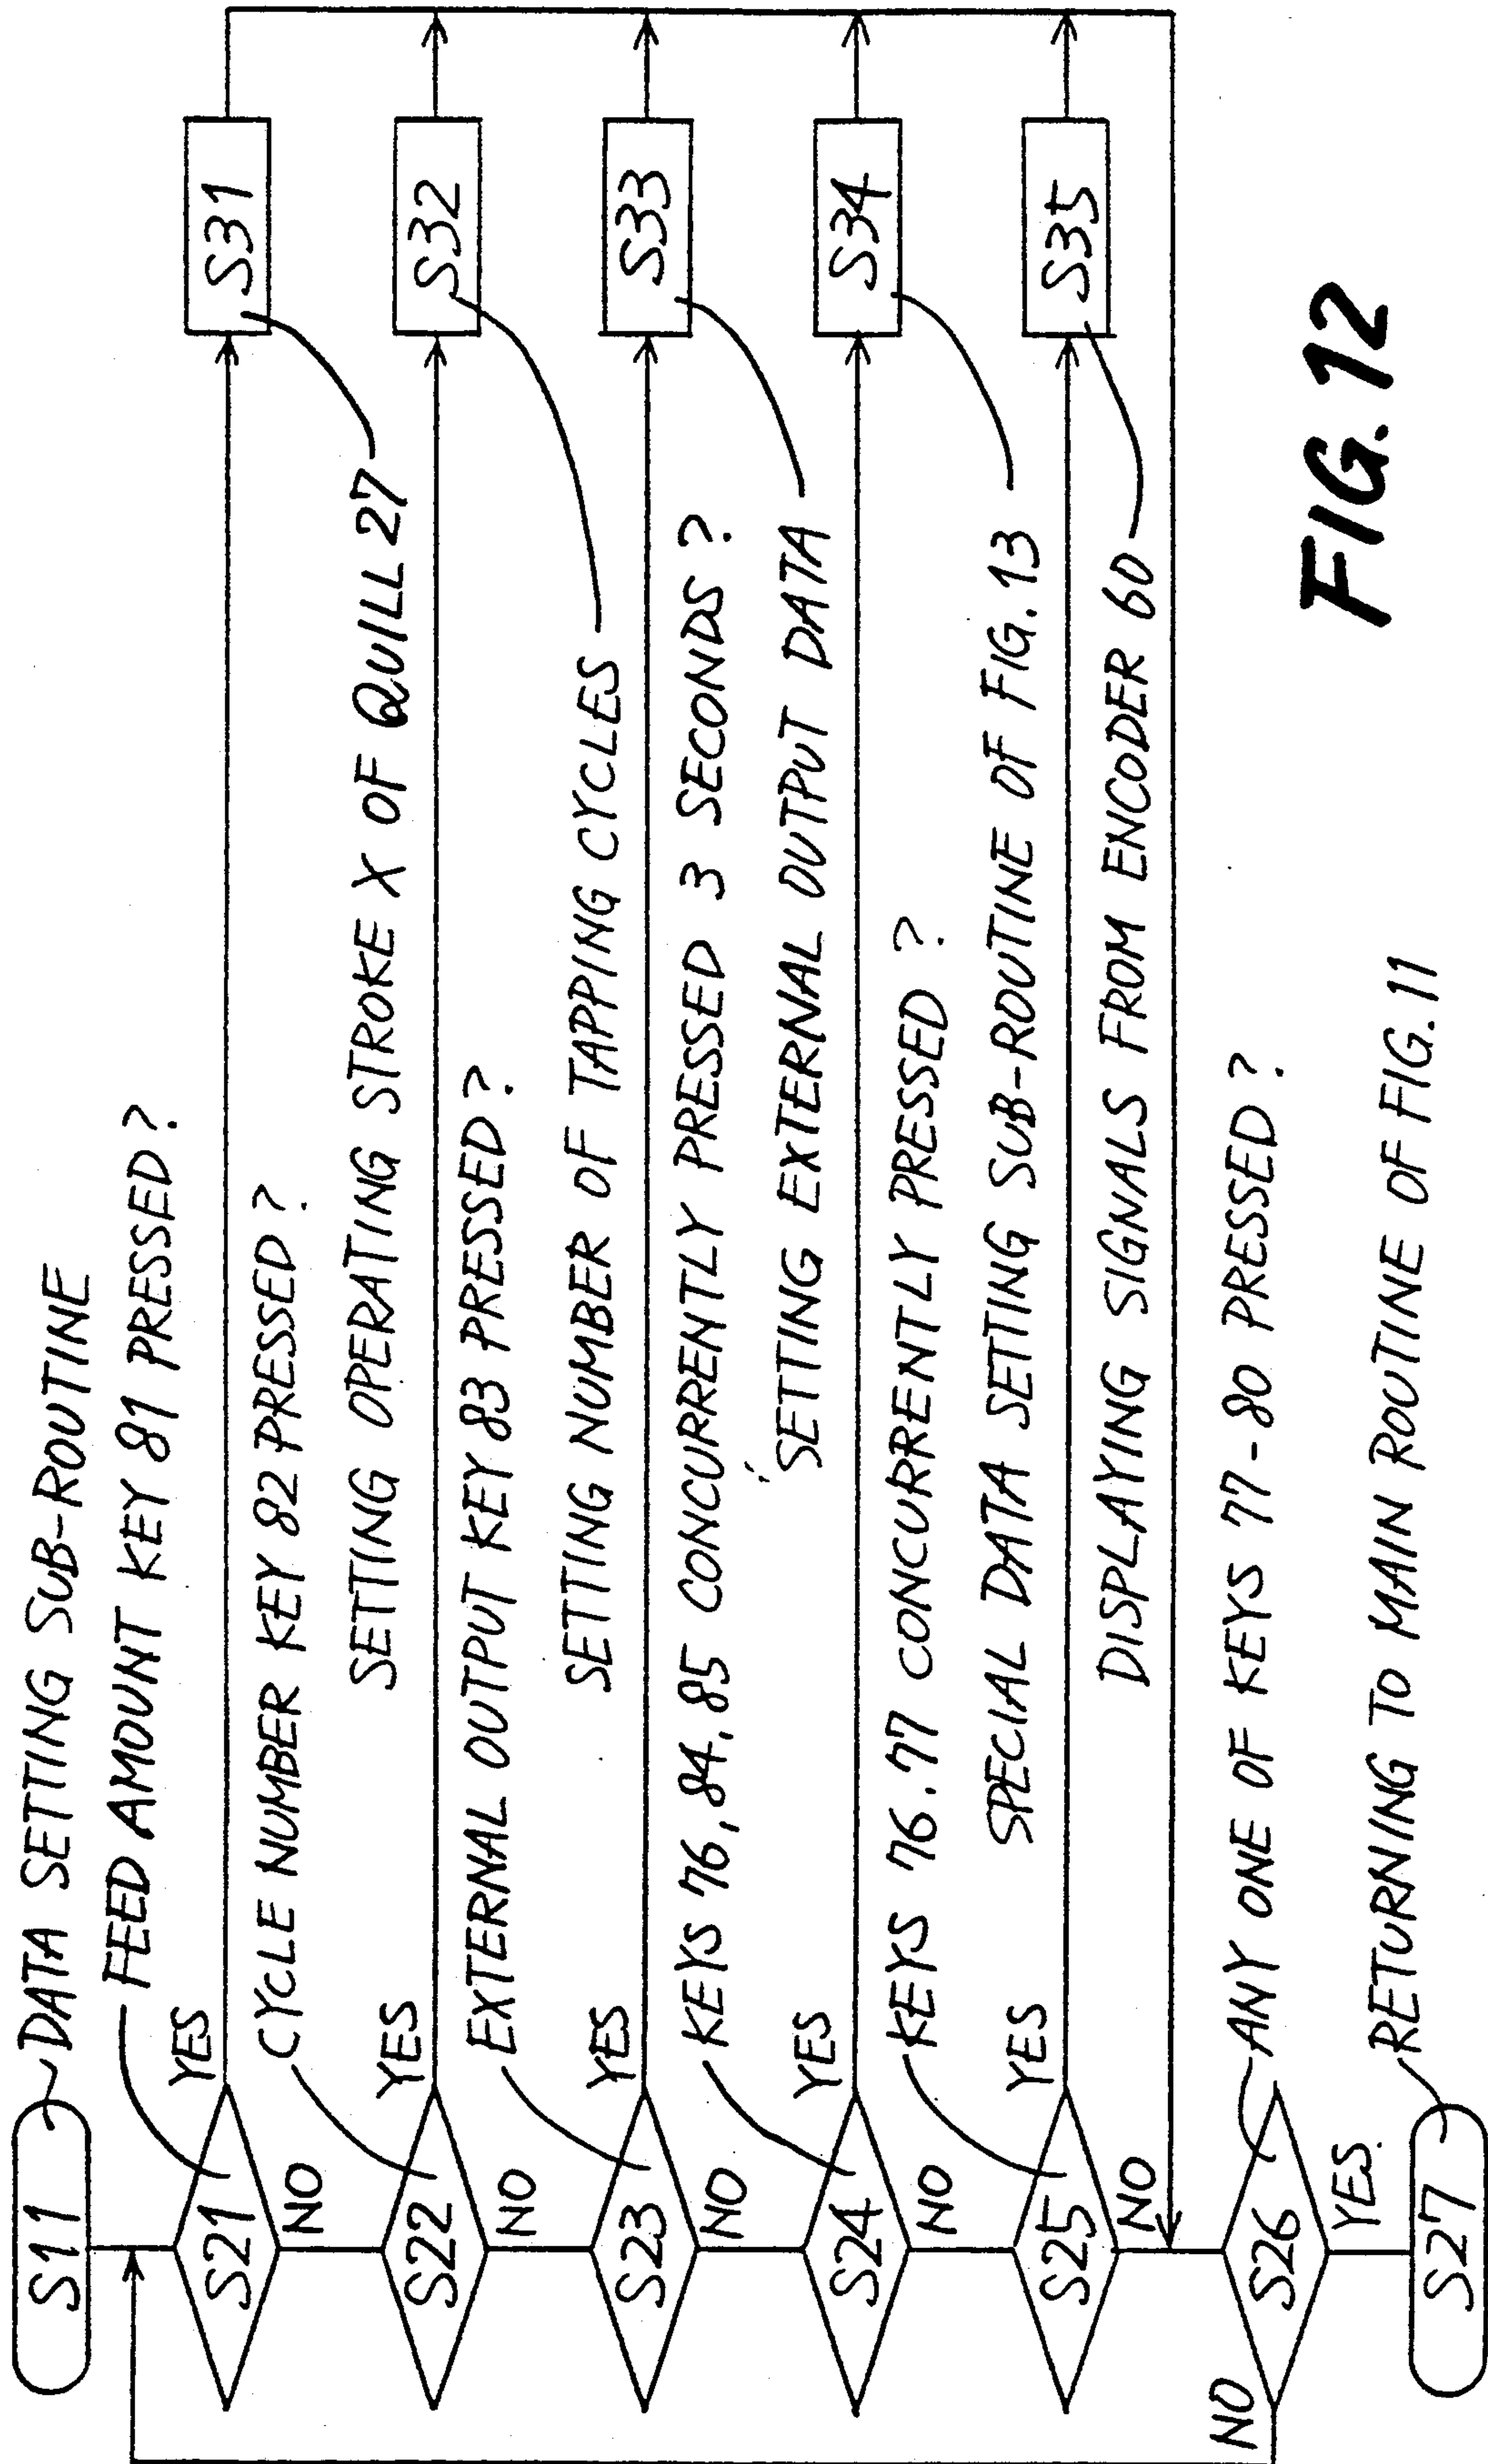 S11
DATA SETTING SUB-ROUTINE
FEED AMOUNT KEY 81 PRESSED?
S21
YES
S31
NO
CYCLE NUMBER KEY 82 PRESSED?
SETTING OPERATING STROKE X OF QUILL 27
S22
YES
S32
NO
EXTERNAL OUTPUT KEY 83 PRESSED?
SETTING NUMBER OF TAPPING CYCLES
S23
YES
S33
NO
KEYS 76, 84, 85 CONCURRENTLY PRESSED 3 SECONDS?
SETTING EXTERNAL OUTPUT DATA
S24
YES
S34
NO
KEYS 76.77 CONCURRENTLY PRESSED ?
SPECIAL DATA SETTING SUB-ROUTINE OF FIG. 13
S25
YES
S35
NO
DISPLAYING SIGNALS FROM ENCODER 60
ANY ONE OF KEYS 77-80 PRESSED ?
NO
S26
YES.
RETURNING TO MAIN ROUTINE OF FIG. 11
S27
FIG. 12